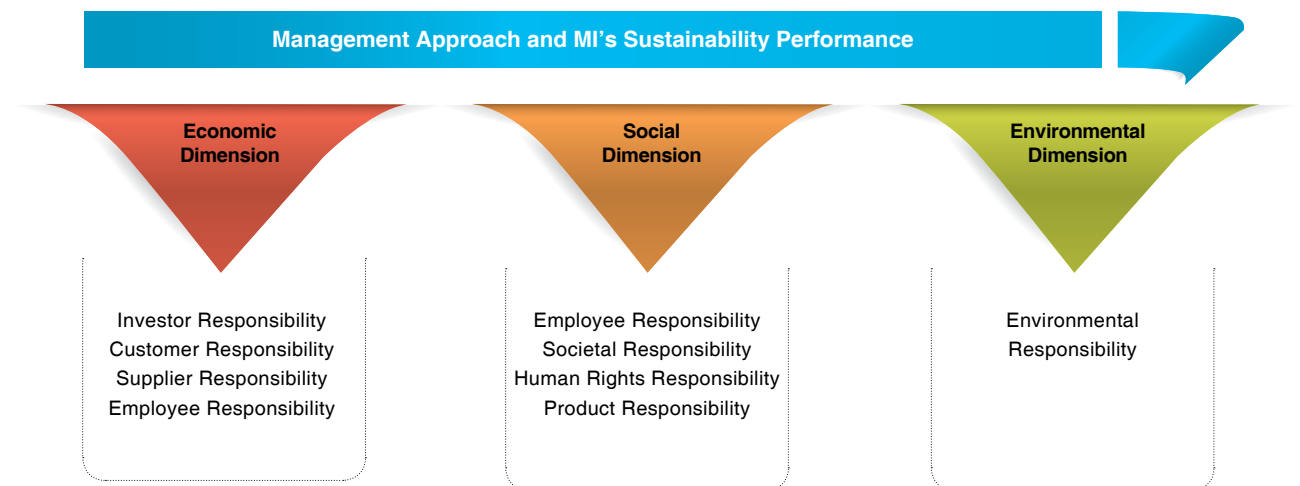 Management Approach and MI's Sustainability Performance
Economic
Dimension
Investor Responsibility
Customer Responsibility
Supplier Responsibility
Employee Responsibility
Social
Dimension
Employee Responsibility
Societal Responsibility
Human Rights Responsibility
Product Responsibility
Environmental
Dimension
Environmental
Responsibility